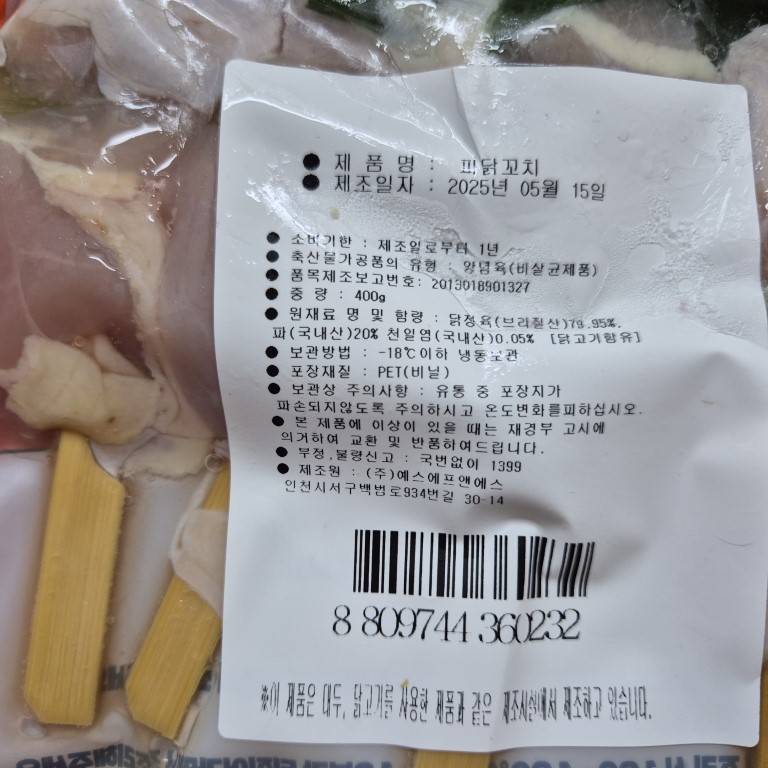 ● 제 품 명 : 파닭꼬치
● 제조일자 : 2025년 05월 15일
● 소비기한 : 제조일로부터 1년
● 축산물가공품의 유형 : 양념육(비살균제품)
● 품목제조보고번호: 2013018901327
● 중 량 : 400g
● 원재료 명 및 함량 : 닭정육(브라질산)79.95%,
파(국내산)20% 천일염(국내산)0.05% [닭고기함유]
● 보관방법 : -18℃이하 냉동보관
● 포장재질 : PET(비닐)
● 보관상 주의사항 : 유통 중 포장지가
파손되지않도록 주의하시고 온도변화를피하십시오.
● 본 제품에 이상이 있을 때는 재경부 고시에
의거하여 교환 및 반품하여드립니다.
● 부정,불량신고 : 국번없이 1399
● 제조원 : (주)에스에프앤에스
인천시서구백범로934번길 30-14
8 809744 360232
※이 제품은 대두, 닭고기를 사용한 제품과 같은 제조시설에서 제조하고 있습니다.